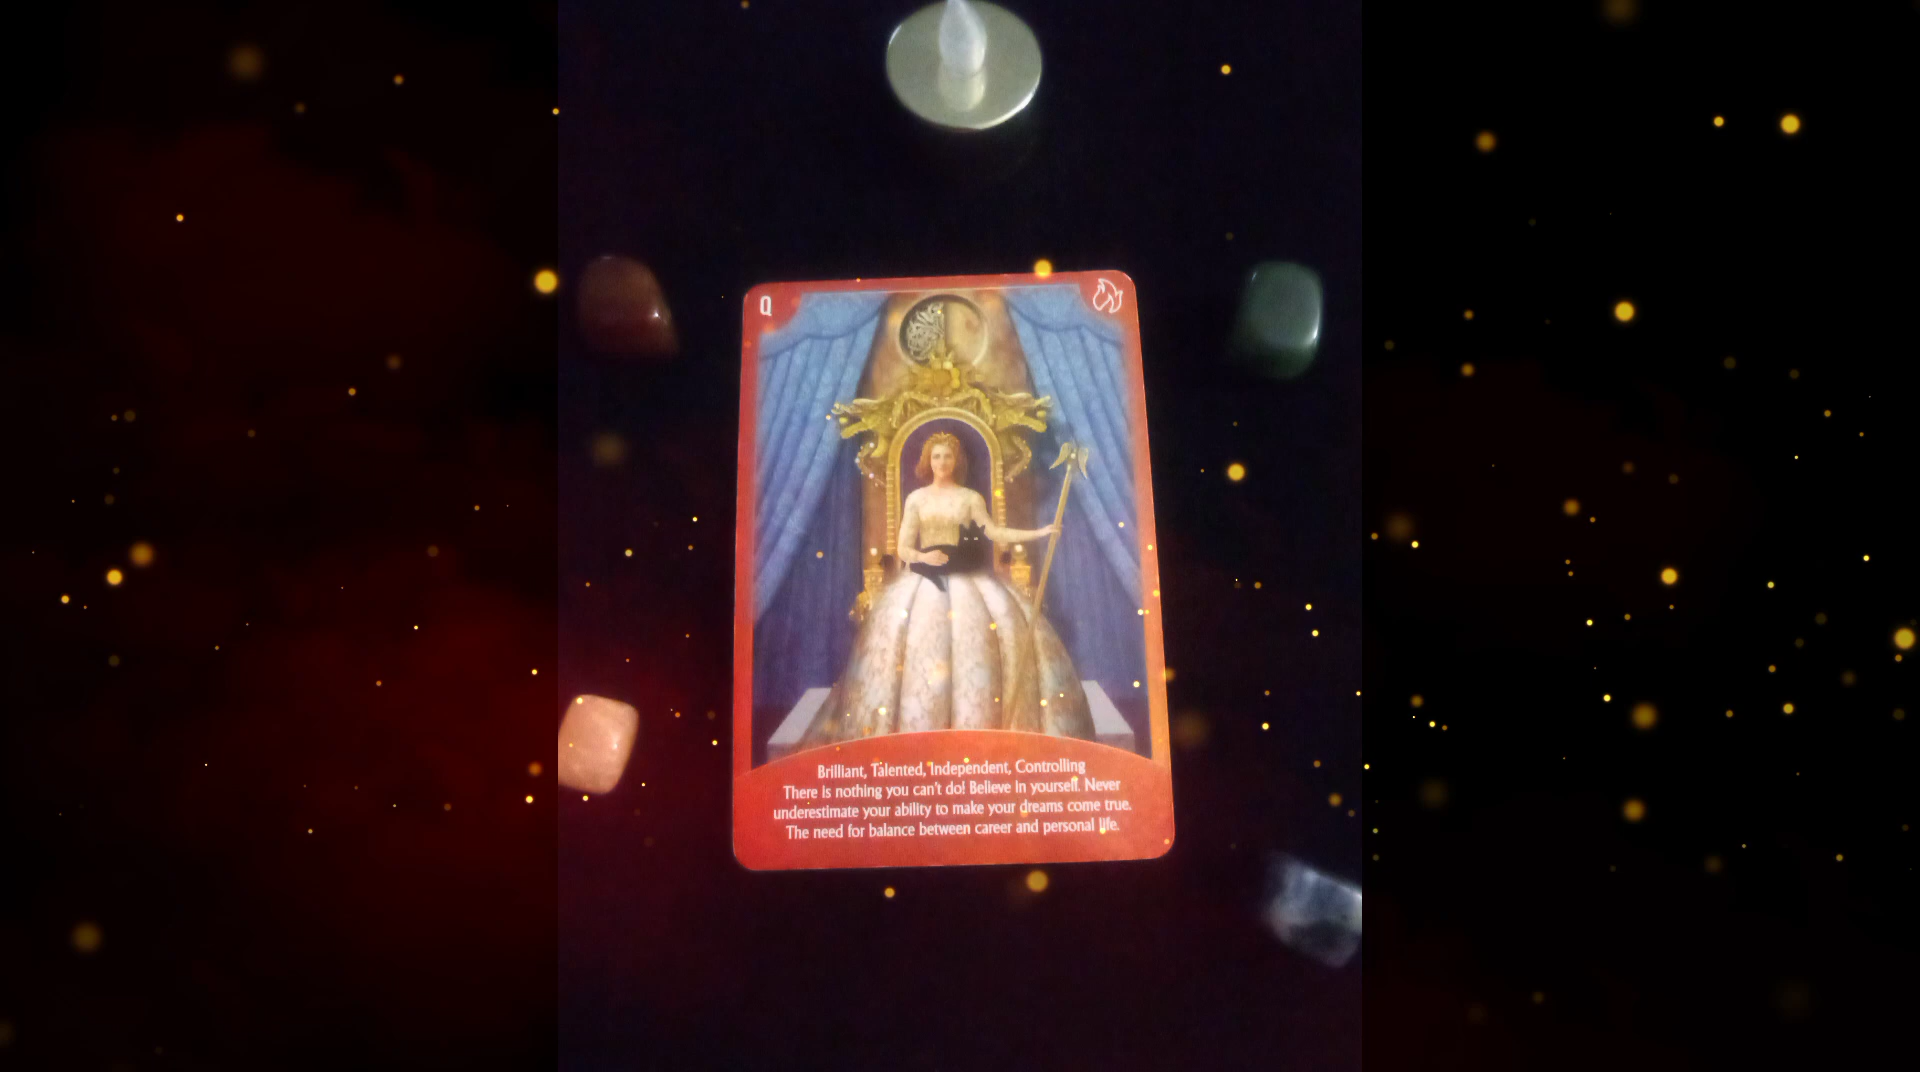 Q
Brilliant, Talented, Independent, Controlling
There is nothing you can't do! Believe in yourself. Never
underestimate your ability to make your dreams come true.
The need for balance between career and personal life.